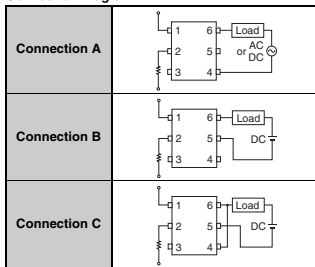 Connection A
1 6 Load
2 5 or AC
DC
3 4
Connection B
1 6 Load
2 5 DC
3 4
Connection C
1 6 Load
2 5 DC
3 4